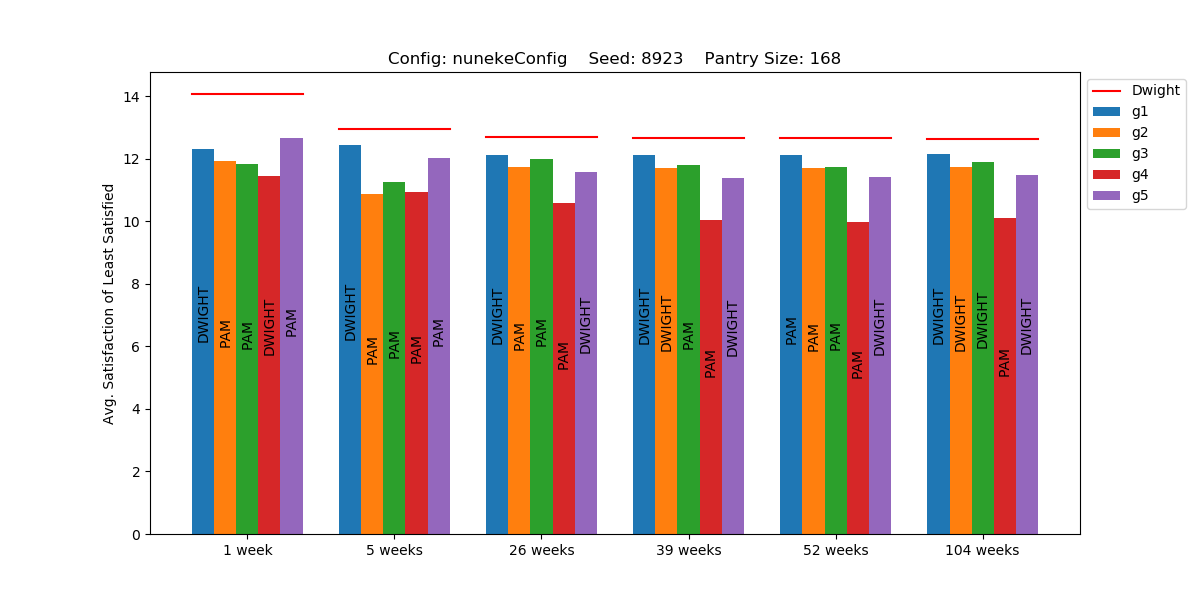 Config: nunekeConfig    Seed: 8923    Pantry Size: 168
Avg. Satisfaction of Least Satisfied
14
12
10
8
6
4
2
0
DWIGHT
PAM
PAM
DWIGHT
PAM
DWIGHT
PAM
PAM
PAM
PAM
DWIGHT
PAM
PAM
PAM
DWIGHT
DWIGHT
DWIGHT
PAM
PAM
DWIGHT
PAM
PAM
PAM
PAM
DWIGHT
DWIGHT
DWIGHT
DWIGHT
PAM
DWIGHT
1 week
5 weeks
26 weeks
39 weeks
52 weeks
104 weeks
Dwight
g1
g2
g3
g4
g5